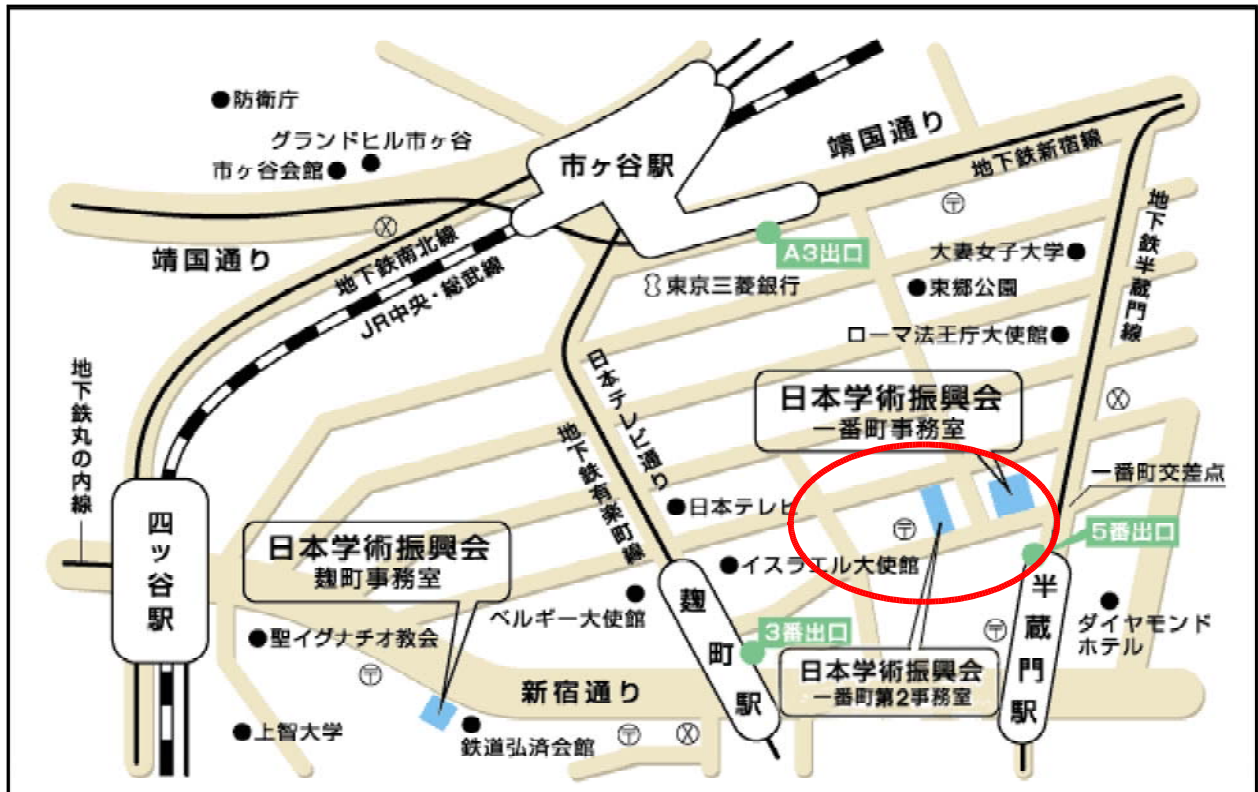 防衛庁
グランドヒル市ヶ谷
市ヶ谷会館
市ヶ谷駅
靖国通り
地下鉄新宿線
A3出口
大妻女子大学
東京三菱銀行
東郷公園
靖国通り
地下鉄南北線
JR中央・総武線
地下鉄半蔵門線
ローマ法王庁大使館
地下鉄丸の内線
日本テレビ通り
地下鉄有楽町線
日本学術振興会
一番町事務室
一番町交差点
日本テレビ
四ッ谷駅
日本学術振興会
麹町事務室
5番出口
イスラエル大使館
ベルギー大使館
麹町駅
半蔵門駅
ダイヤモンド
ホテル
聖イグナチオ教会
3番出口
日本学術振興会
一番町第2事務室
新宿通り
上智大学
鉄道弘済会館